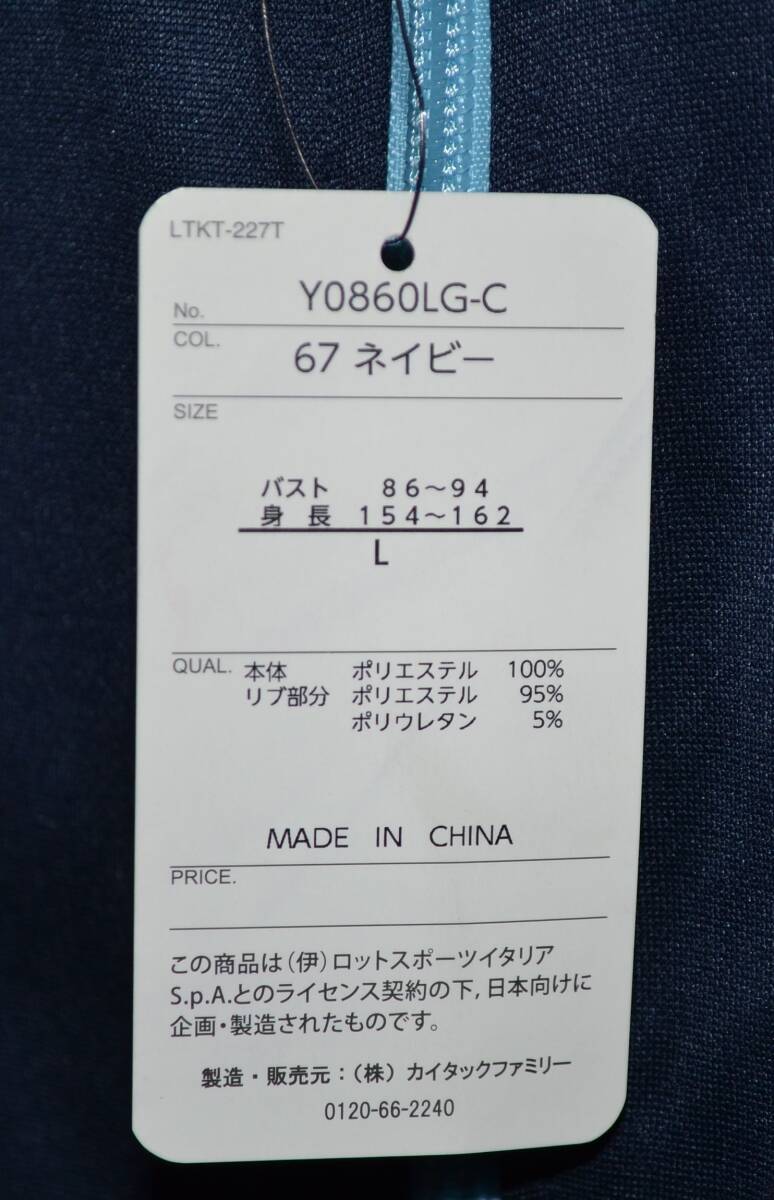 LTKT-227T
No. Y0860LG-C
COL. 67 ネイビー
SIZE
バスト 86～94
身長 154～162
L
QUAL. 本体 ポリエステル 100%
リブ部分 ポリエステル 95%
ポリウレタン 5%
MADE IN CHINA
PRICE.
この商品は(伊)ロットスポーツイタリア
S.p.A.とのライセンス契約の下,日本向けに
企画・製造されたものです。
製造・販売元：(株) カイタックファミリー
0120-66-2240